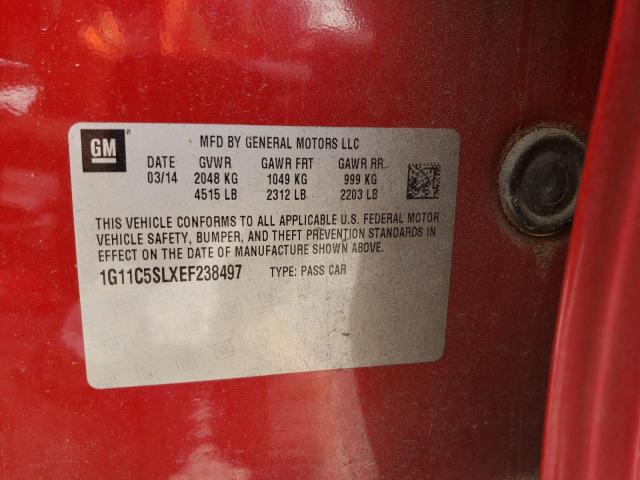 GM
MFD BY GENERAL MOTORS LLC
DATE GVWR GAWR FRT GAWR RR
03/14 2048 KG 1049 KG 999 KG
4515 LB 2312 LB 2203 LB
THIS VEHICLE CONFORMS TO ALL APPLICABLE U.S. FEDERAL MOTOR
VEHICLE SAFETY, BUMPER, AND THEFT PREVENTION STANDARDS IN
EFFECT ON THE DATE OF MANUFACTURE SHOWN ABOVE.
1G11C5SLXEF238497 TYPE: PASS CAR